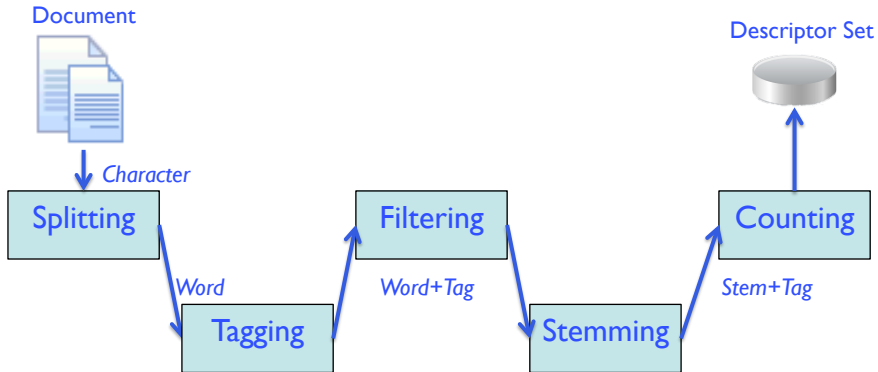 Document
Descriptor Set
Character
Splitting
Filtering
Counting
Word
Word+Tag
Stem+Tag
Tagging
Stemming